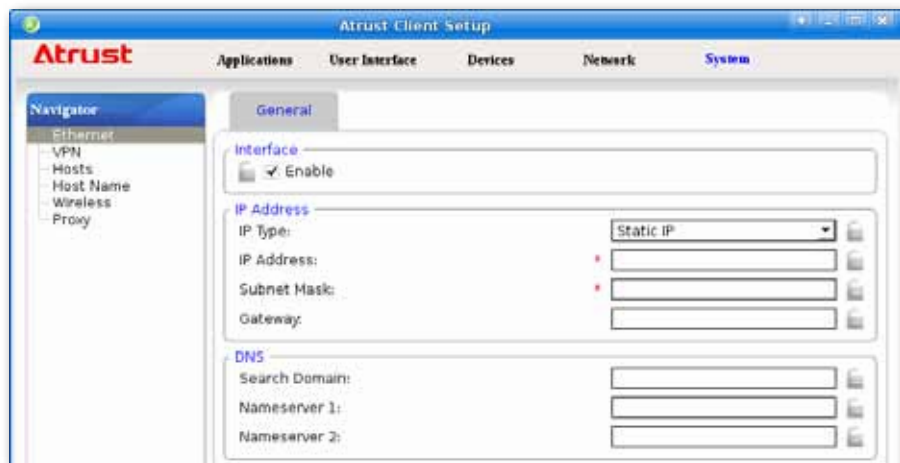 Atrust Client Setup
Atrust
Applications User Interface Devices Network System
Navigator
Ethernet
VPN
Hosts
Host Name
Wireless
Proxy
General
Interface
Enable
IP Address
IP Type: Static IP
IP Address: *
Subnet Mask: *
Gateway:
DNS
Search Domain:
Nameserver 1:
Nameserver 2: